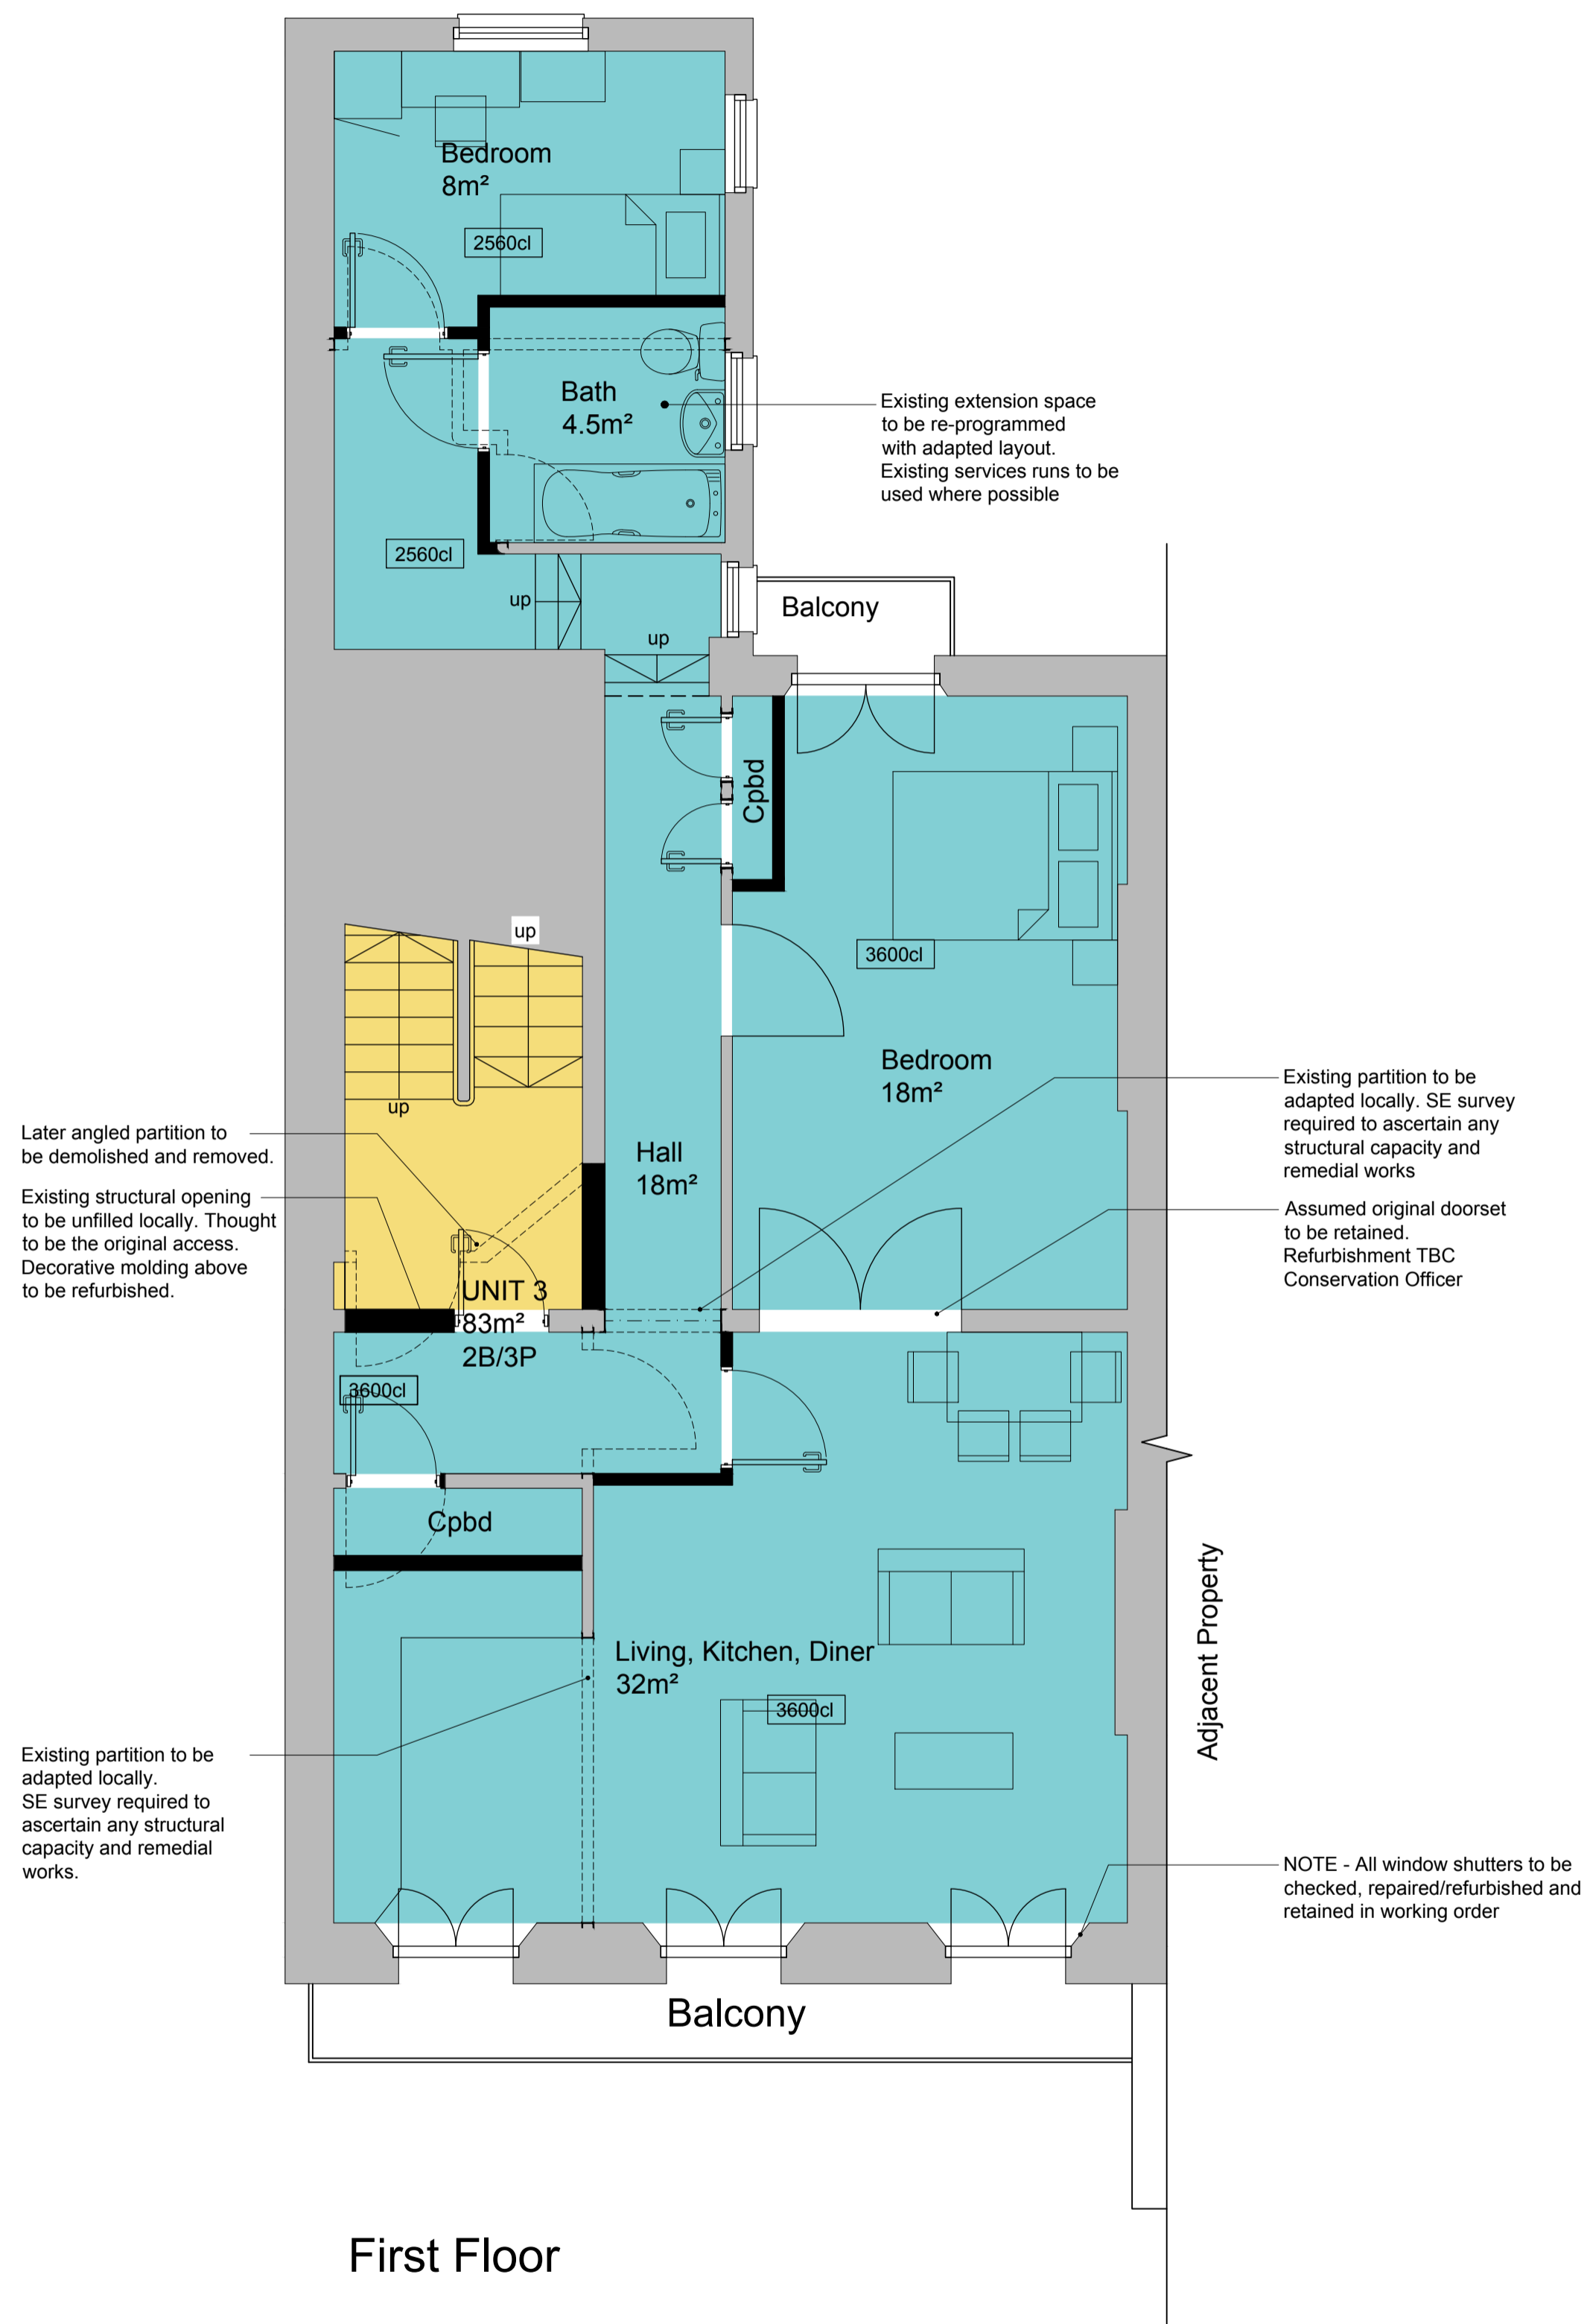 Bedroom
8m²
2560cl
Bath
4.5m²
Existing extension space
to be re-programmed
with adapted layout.
Existing services runs to be
used where possible
2560cl
up
up
Balcony
Cpbd
up
3600cl
Bedroom
18m²
up
Existing partition to be
adapted locally. SE survey
required to ascertain any
structural capacity and
remedial works
Later angled partition to
be demolished and removed.
Hall
18m²
Existing structural opening
to be unfilled locally. Thought
to be the original access.
Decorative molding above
to be refurbished.
Assumed original doorset
to be retained.
Refurbishment TBC
Conservation Officer
UNIT 3
83m²
2B/3P
3600cl
Cpbd
Living, Kitchen, Diner
32m²
3600cl
Adjacent Property
Existing partition to be
adapted locally.
SE survey required to
ascertain any structural
capacity and remedial
works.
NOTE - All window shutters to be
checked, repaired/refurbished and
retained in working order
Balcony
First Floor